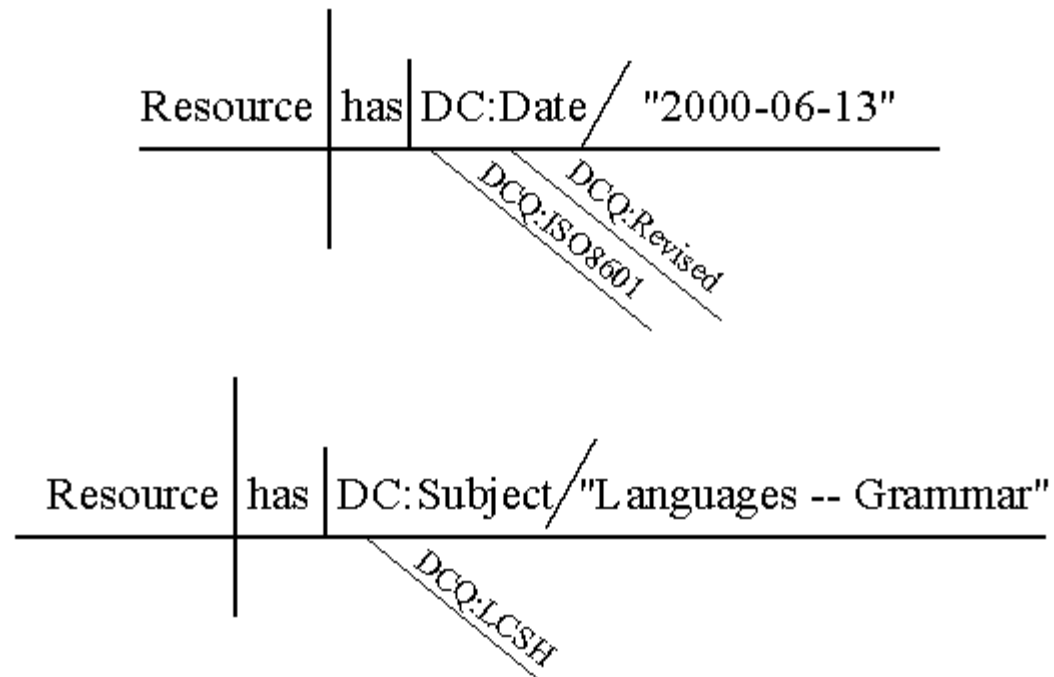 Resource has DC:Date "2000-06-13"
DCQ:ISO8601
DCQ:Revised
Resource has DC:Subject "Languages -- Grammar"
DCQ:LCSH